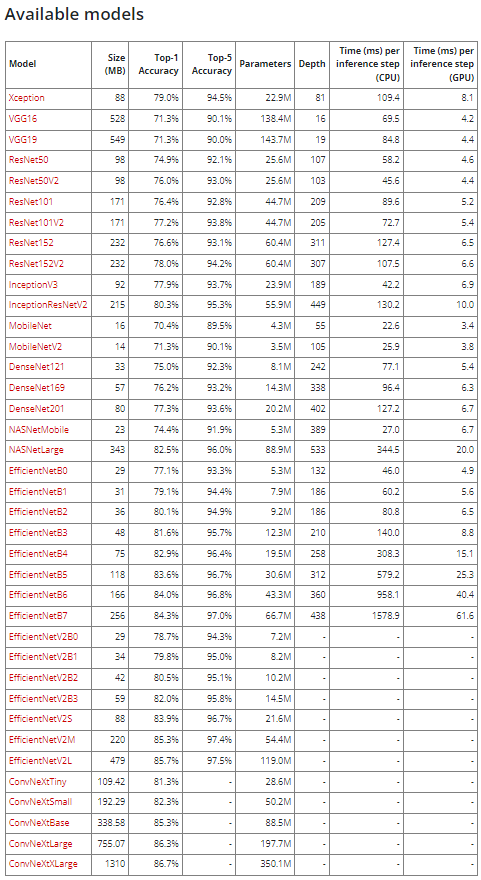 Available models
Model Size (MB) Top-1 Accuracy Top-5 Accuracy Parameters Depth Time (ms) per inference step (CPU) Time (ms) per inference step (GPU)
Xception 88 79.0% 94.5% 22.9M 81 109.4 8.1
VGG16 528 71.3% 90.1% 138.4M 16 69.5 4.2
VGG19 549 71.3% 90.0% 143.7M 19 84.8 4.4
ResNet50 98 74.9% 92.1% 25.6M 107 58.2 4.6
ResNet50V2 98 76.0% 93.0% 25.6M 103 45.6 4.4
ResNet101 171 76.4% 92.8% 44.7M 209 89.6 5.2
ResNet101V2 171 77.2% 93.8% 44.7M 205 72.7 5.4
ResNet152 232 76.6% 93.1% 60.4M 311 127.4 6.5
ResNet152V2 232 78.0% 94.2% 60.4M 307 107.5 6.6
InceptionV3 92 77.9% 93.7% 23.9M 189 42.2 6.9
InceptionResNetV2 215 80.3% 95.3% 55.9M 449 130.2 10.0
MobileNet 16 70.4% 89.5% 4.3M 55 22.6 3.4
MobileNetV2 14 71.3% 90.1% 3.5M 105 25.9 3.8
DenseNet121 33 75.0% 92.3% 8.1M 242 77.1 5.4
DenseNet169 57 76.2% 93.2% 14.3M 338 96.4 6.3
DenseNet201 80 77.3% 93.6% 20.2M 402 127.2 6.7
NASNetMobile 23 74.4% 91.9% 5.3M 389 27.0 6.7
NASNetLarge 343 82.5% 96.0% 88.9M 533 344.5 20.0
EfficientNetB0 29 77.1% 93.3% 5.3M 132 46.0 4.9
EfficientNetB1 31 79.1% 94.4% 7.9M 186 60.2 5.6
EfficientNetB2 36 80.1% 94.9% 9.2M 186 80.8 6.5
EfficientNetB3 48 81.6% 95.7% 12.3M 210 140.0 8.8
EfficientNetB4 75 82.9% 96.4% 19.5M 258 308.3 15.1
EfficientNetB5 118 83.6% 96.7% 30.6M 312 579.2 25.3
EfficientNetB6 166 84.0% 96.8% 43.3M 360 958.1 40.4
EfficientNetB7 256 84.3% 97.0% 66.7M 438 1578.9 61.6
EfficientNetV2B0 29 78.7% 94.3% 7.2M - - -
EfficientNetV2B1 34 79.8% 95.0% 8.2M - - -
EfficientNetV2B2 42 80.5% 95.1% 10.2M - - -
EfficientNetV2B3 59 82.0% 95.8% 14.5M - - -
EfficientNetV2S 88 83.9% 96.7% 21.6M - - -
EfficientNetV2M 220 85.3% 97.4% 54.4M - - -
EfficientNetV2L 479 85.7% 97.5% 119.0M - - -
ConvNeXtTiny 109.42 81.3% - 28.6M - - -
ConvNeXtSmall 192.29 82.3% - 50.2M - - -
ConvNeXtBase 338.58 85.3% - 88.5M - - -
ConvNeXtLarge 755.07 86.3% - 197.7M - - -
ConvNeXtXLarge 1310 86.7% - 350.1M - - -